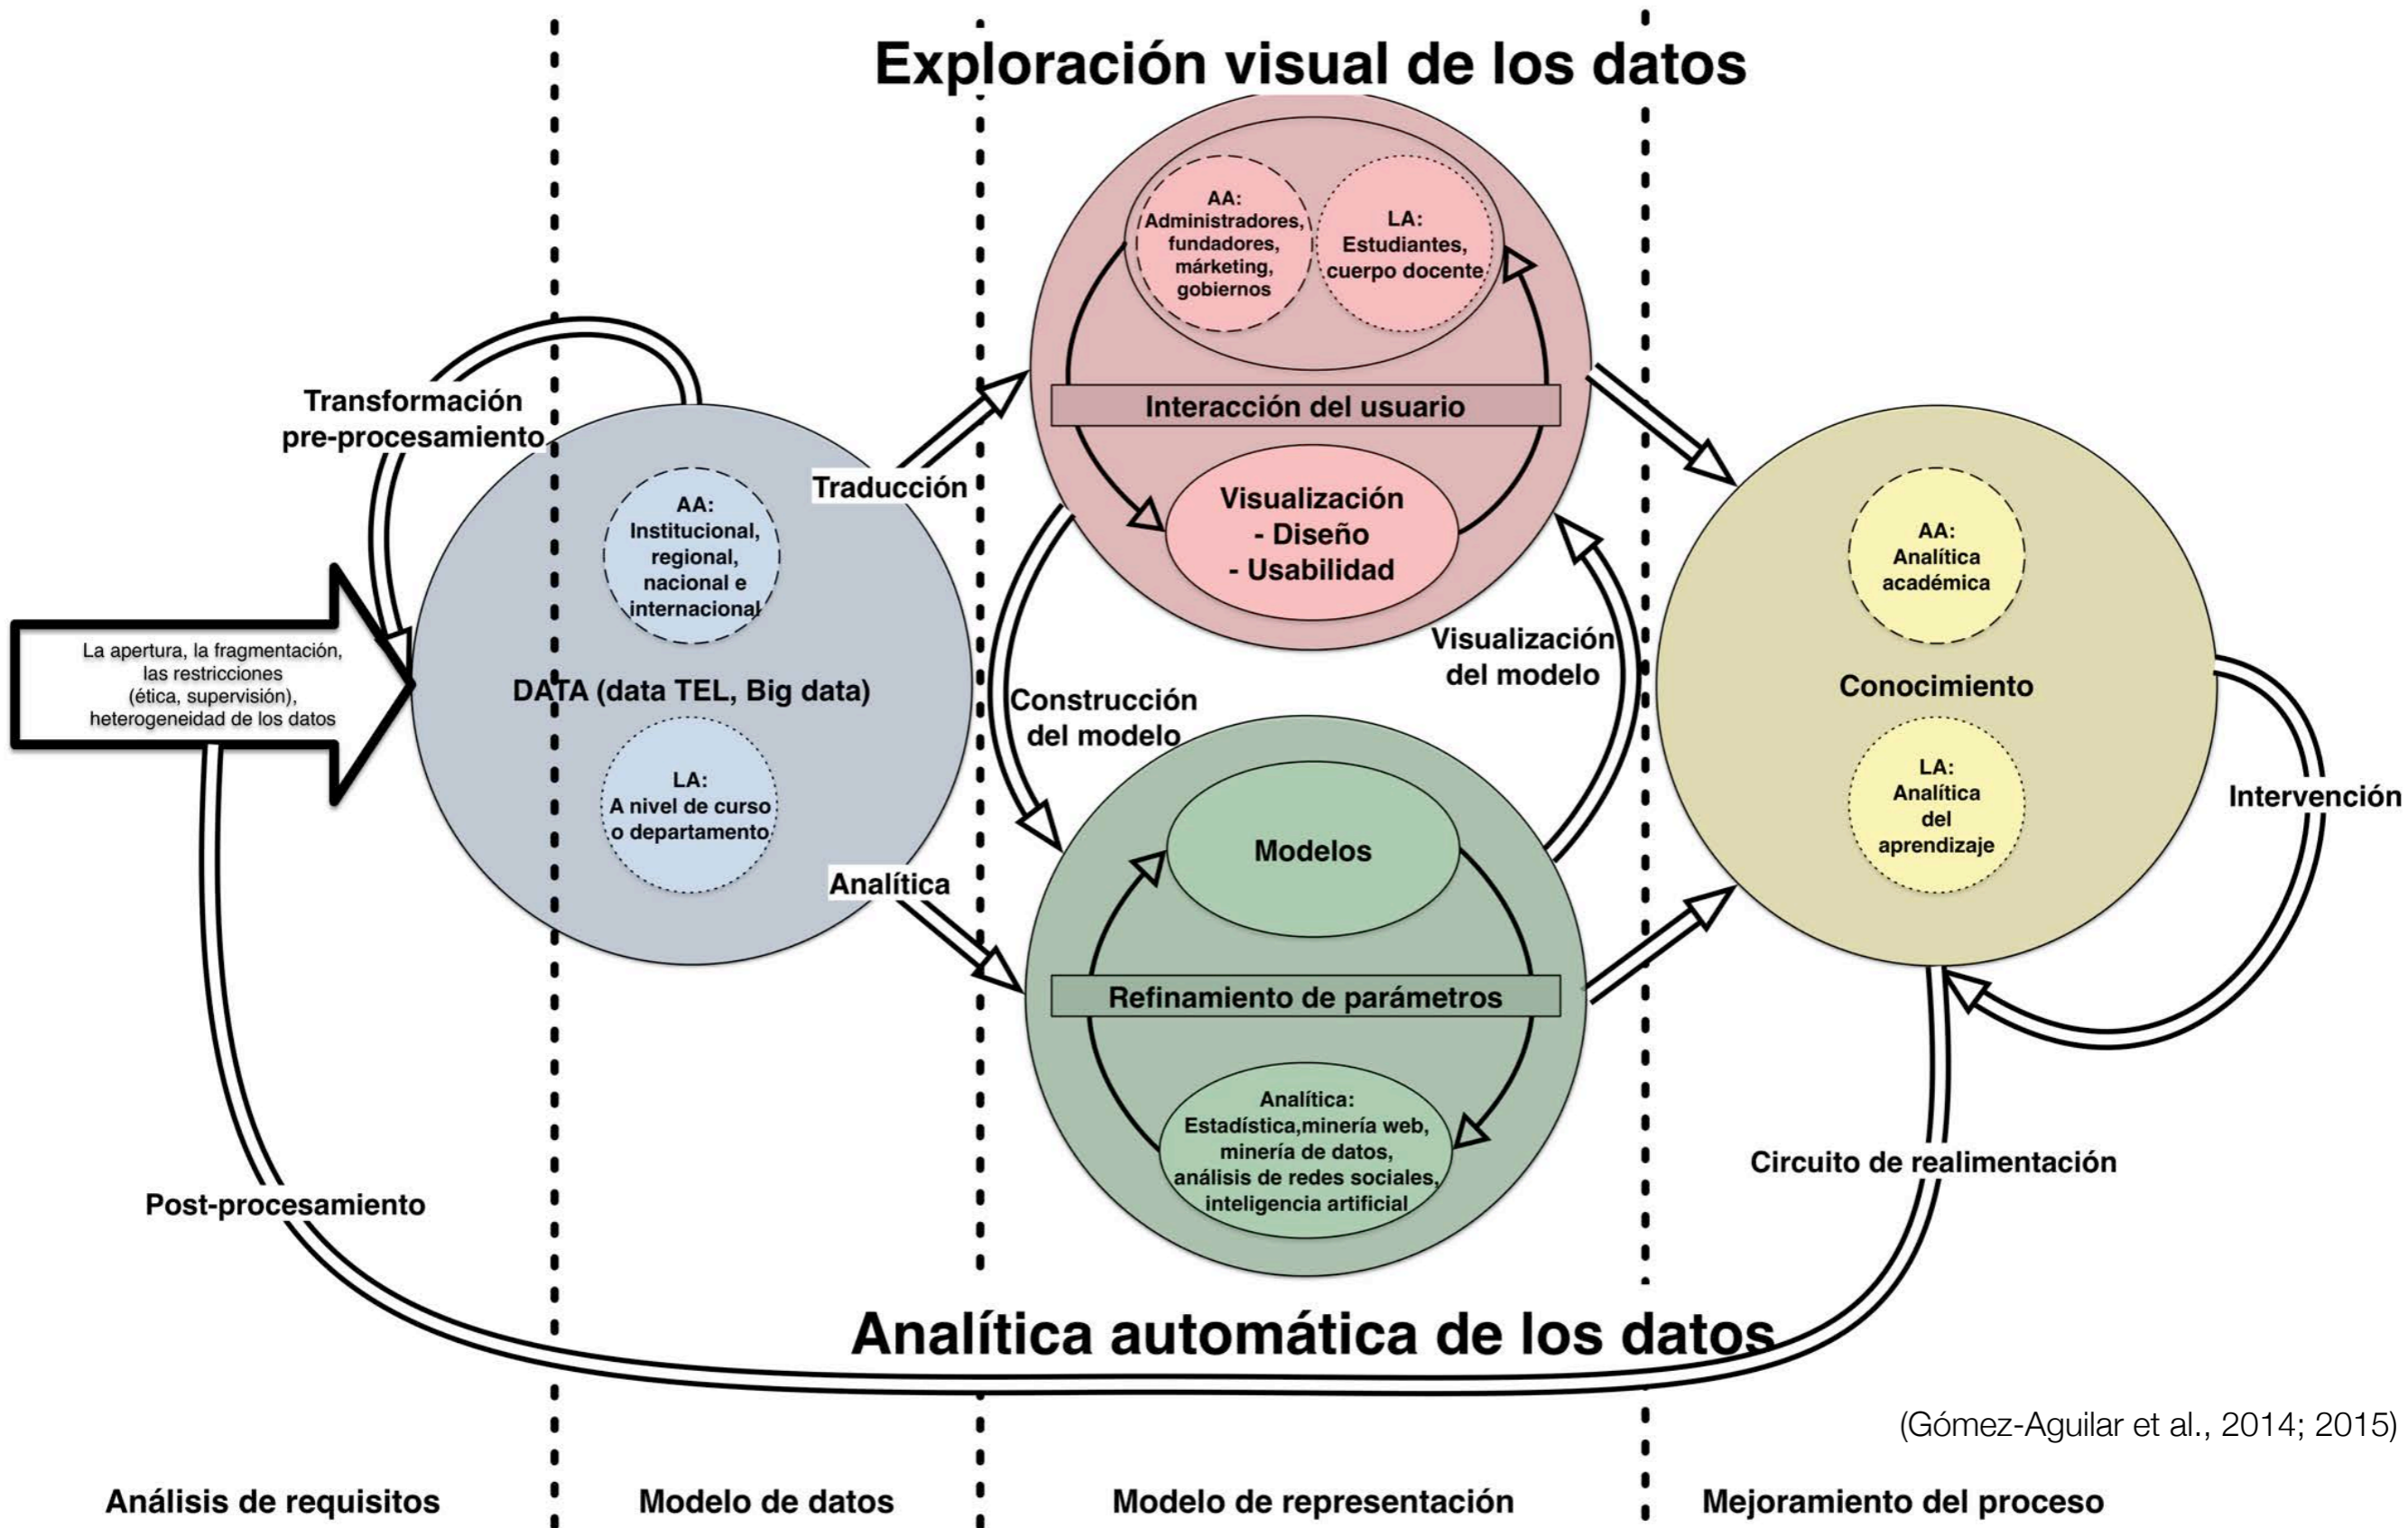 Exploración visual de los datos
AA:
Administradores,
fundadores,
márketing,
gobiernos
LA:
Estudiantes,
cuerpo docente
Interacción del usuario
Visualización
- Diseño
- Usabilidad
Transformación
pre-procesamiento
Traducción
AA:
Institucional,
regional,
nacional e
internacional
DATA (data TEL, Big data)
LA:
A nivel de curso
o departamento
La apertura, la fragmentación,
las restricciones
(ética, supervisión),
heterogeneidad de los datos
Analítica
Construcción
del modelo
Visualización
del modelo
Modelos
Refinamiento de parámetros
Analítica:
Estadística,minería web,
minería de datos,
análisis de redes sociales,
inteligencia artificial
AA:
Analítica
académica
Conocimiento
LA:
Analítica
del
aprendizaje
Intervención
Circuito de realimentación
Post-procesamiento
Analítica automática de los datos
(Gómez-Aguilar et al., 2014; 2015)
Análisis de requisitos
Modelo de datos
Modelo de representación
Mejoramiento del proceso